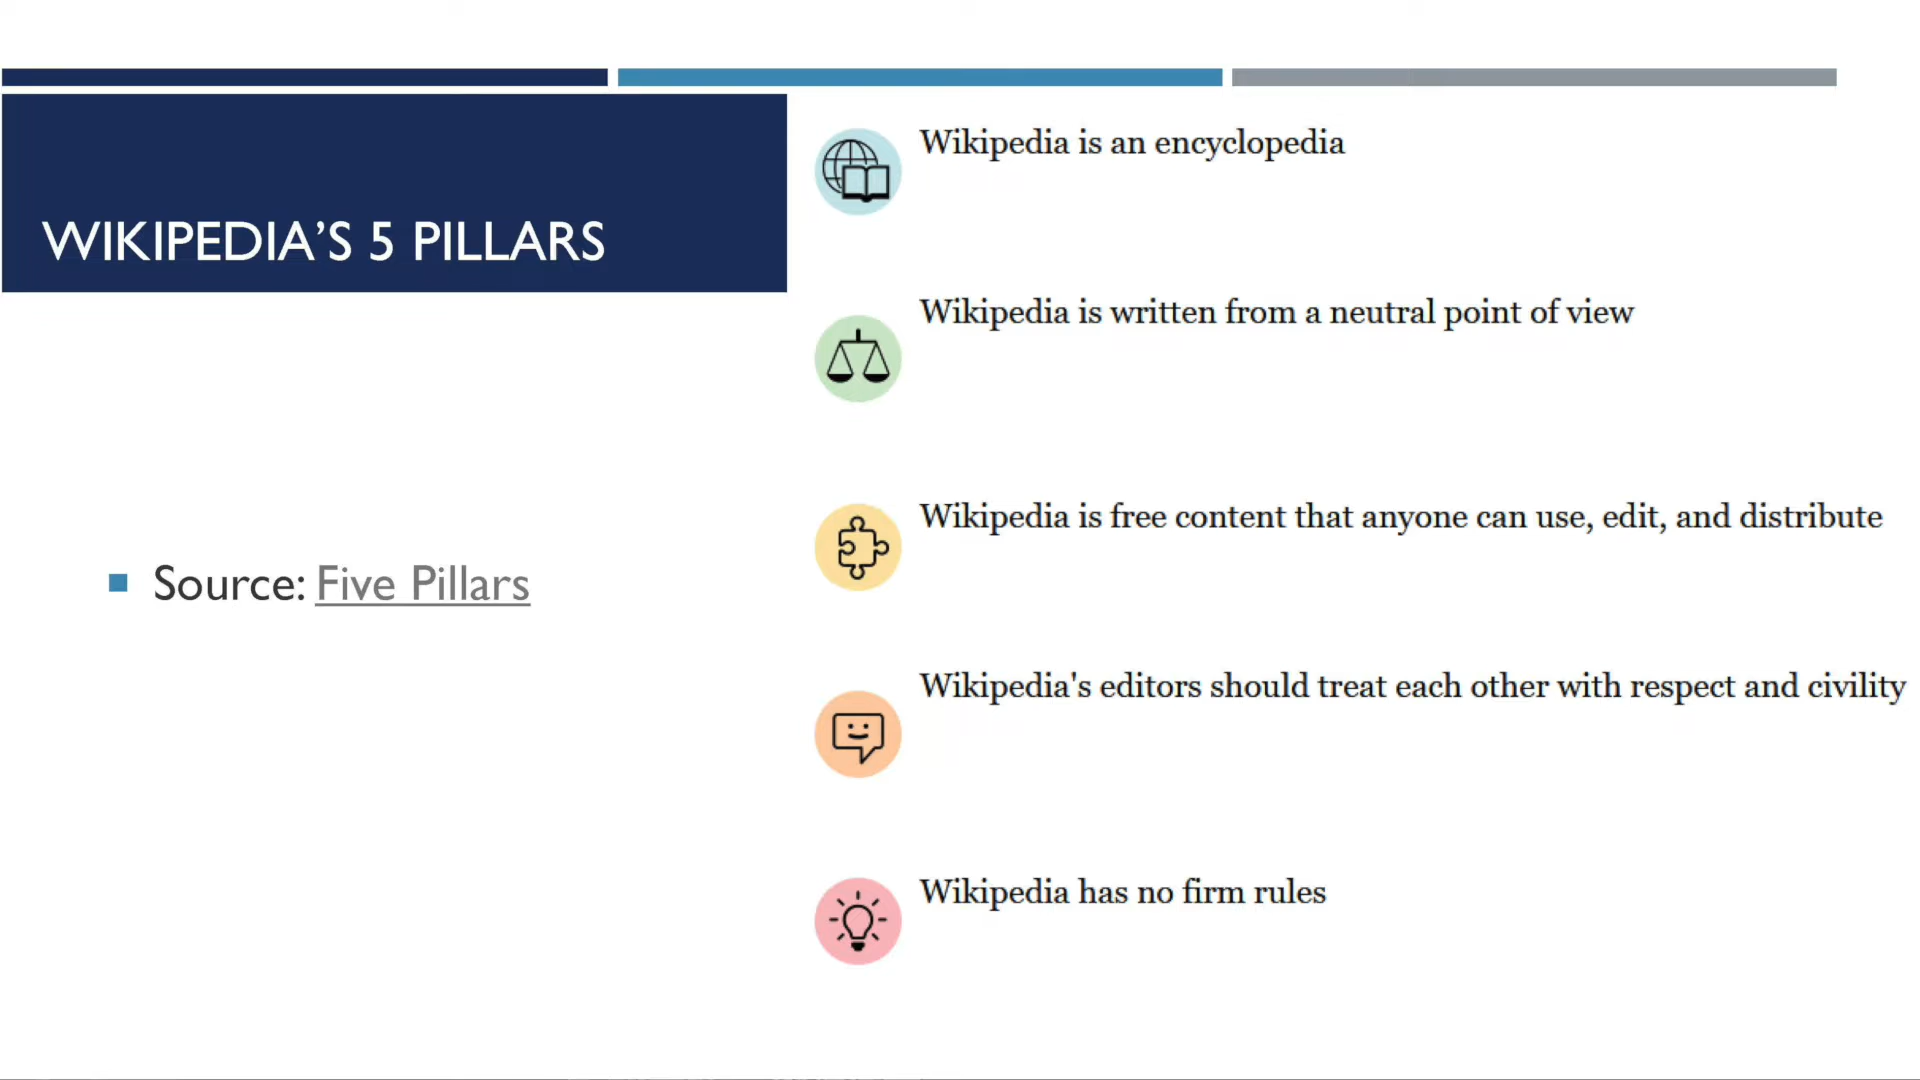 WIKIPEDIA’S 5 PILLARS
Source: Five Pillars
Wikipedia is an encyclopedia
Wikipedia is written from a neutral point of view
Wikipedia is free content that anyone can use, edit, and distribute
Wikipedia's editors should treat each other with respect and civility
Wikipedia has no firm rules